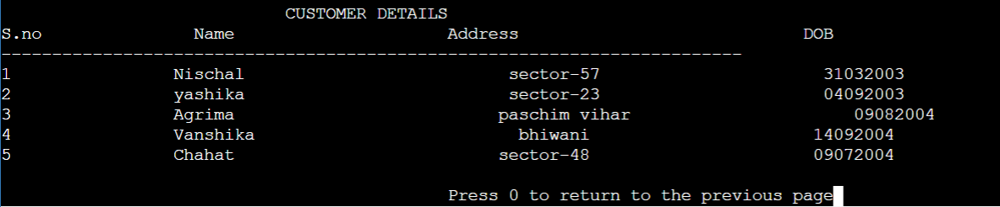 CUSTOMER DETAILS
S.no Name Address DOB
-------------------------------------------------------------------------
1 Nischal sector-57 31032003
2 yashika sector-23 04092003
3 Agrima paschim vihar 09082004
4 Vanshika bhiwani 14092004
5 Chahat sector-48 09072004
Press 0 to return to the previous page